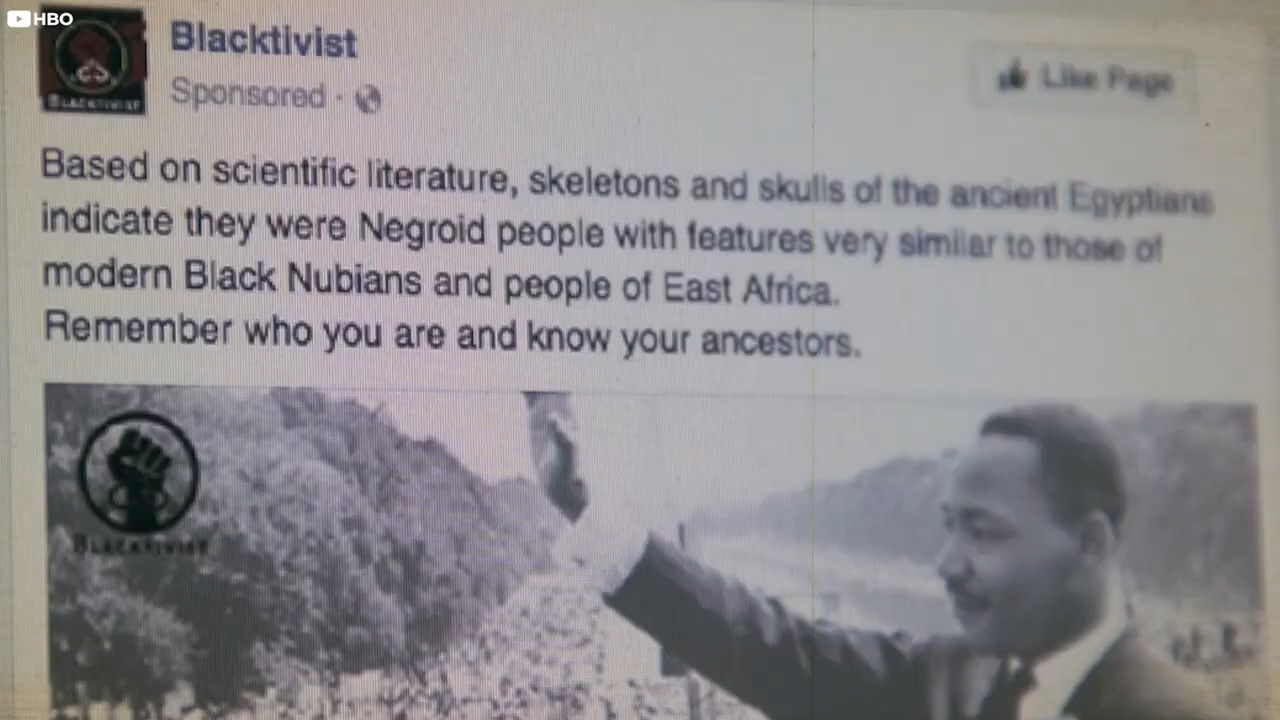 HBO
Blacktivist
Sponsored ·
Like Page
BLACKTIVIST
Based on scientific literature, skeletons and skulls of the ancient Egyptians
indicate they were Negroid people with features very similar to those of
modern Black Nubians and people of East Africa.
Remember who you are and know your ancestors.
BLACKTIVIST